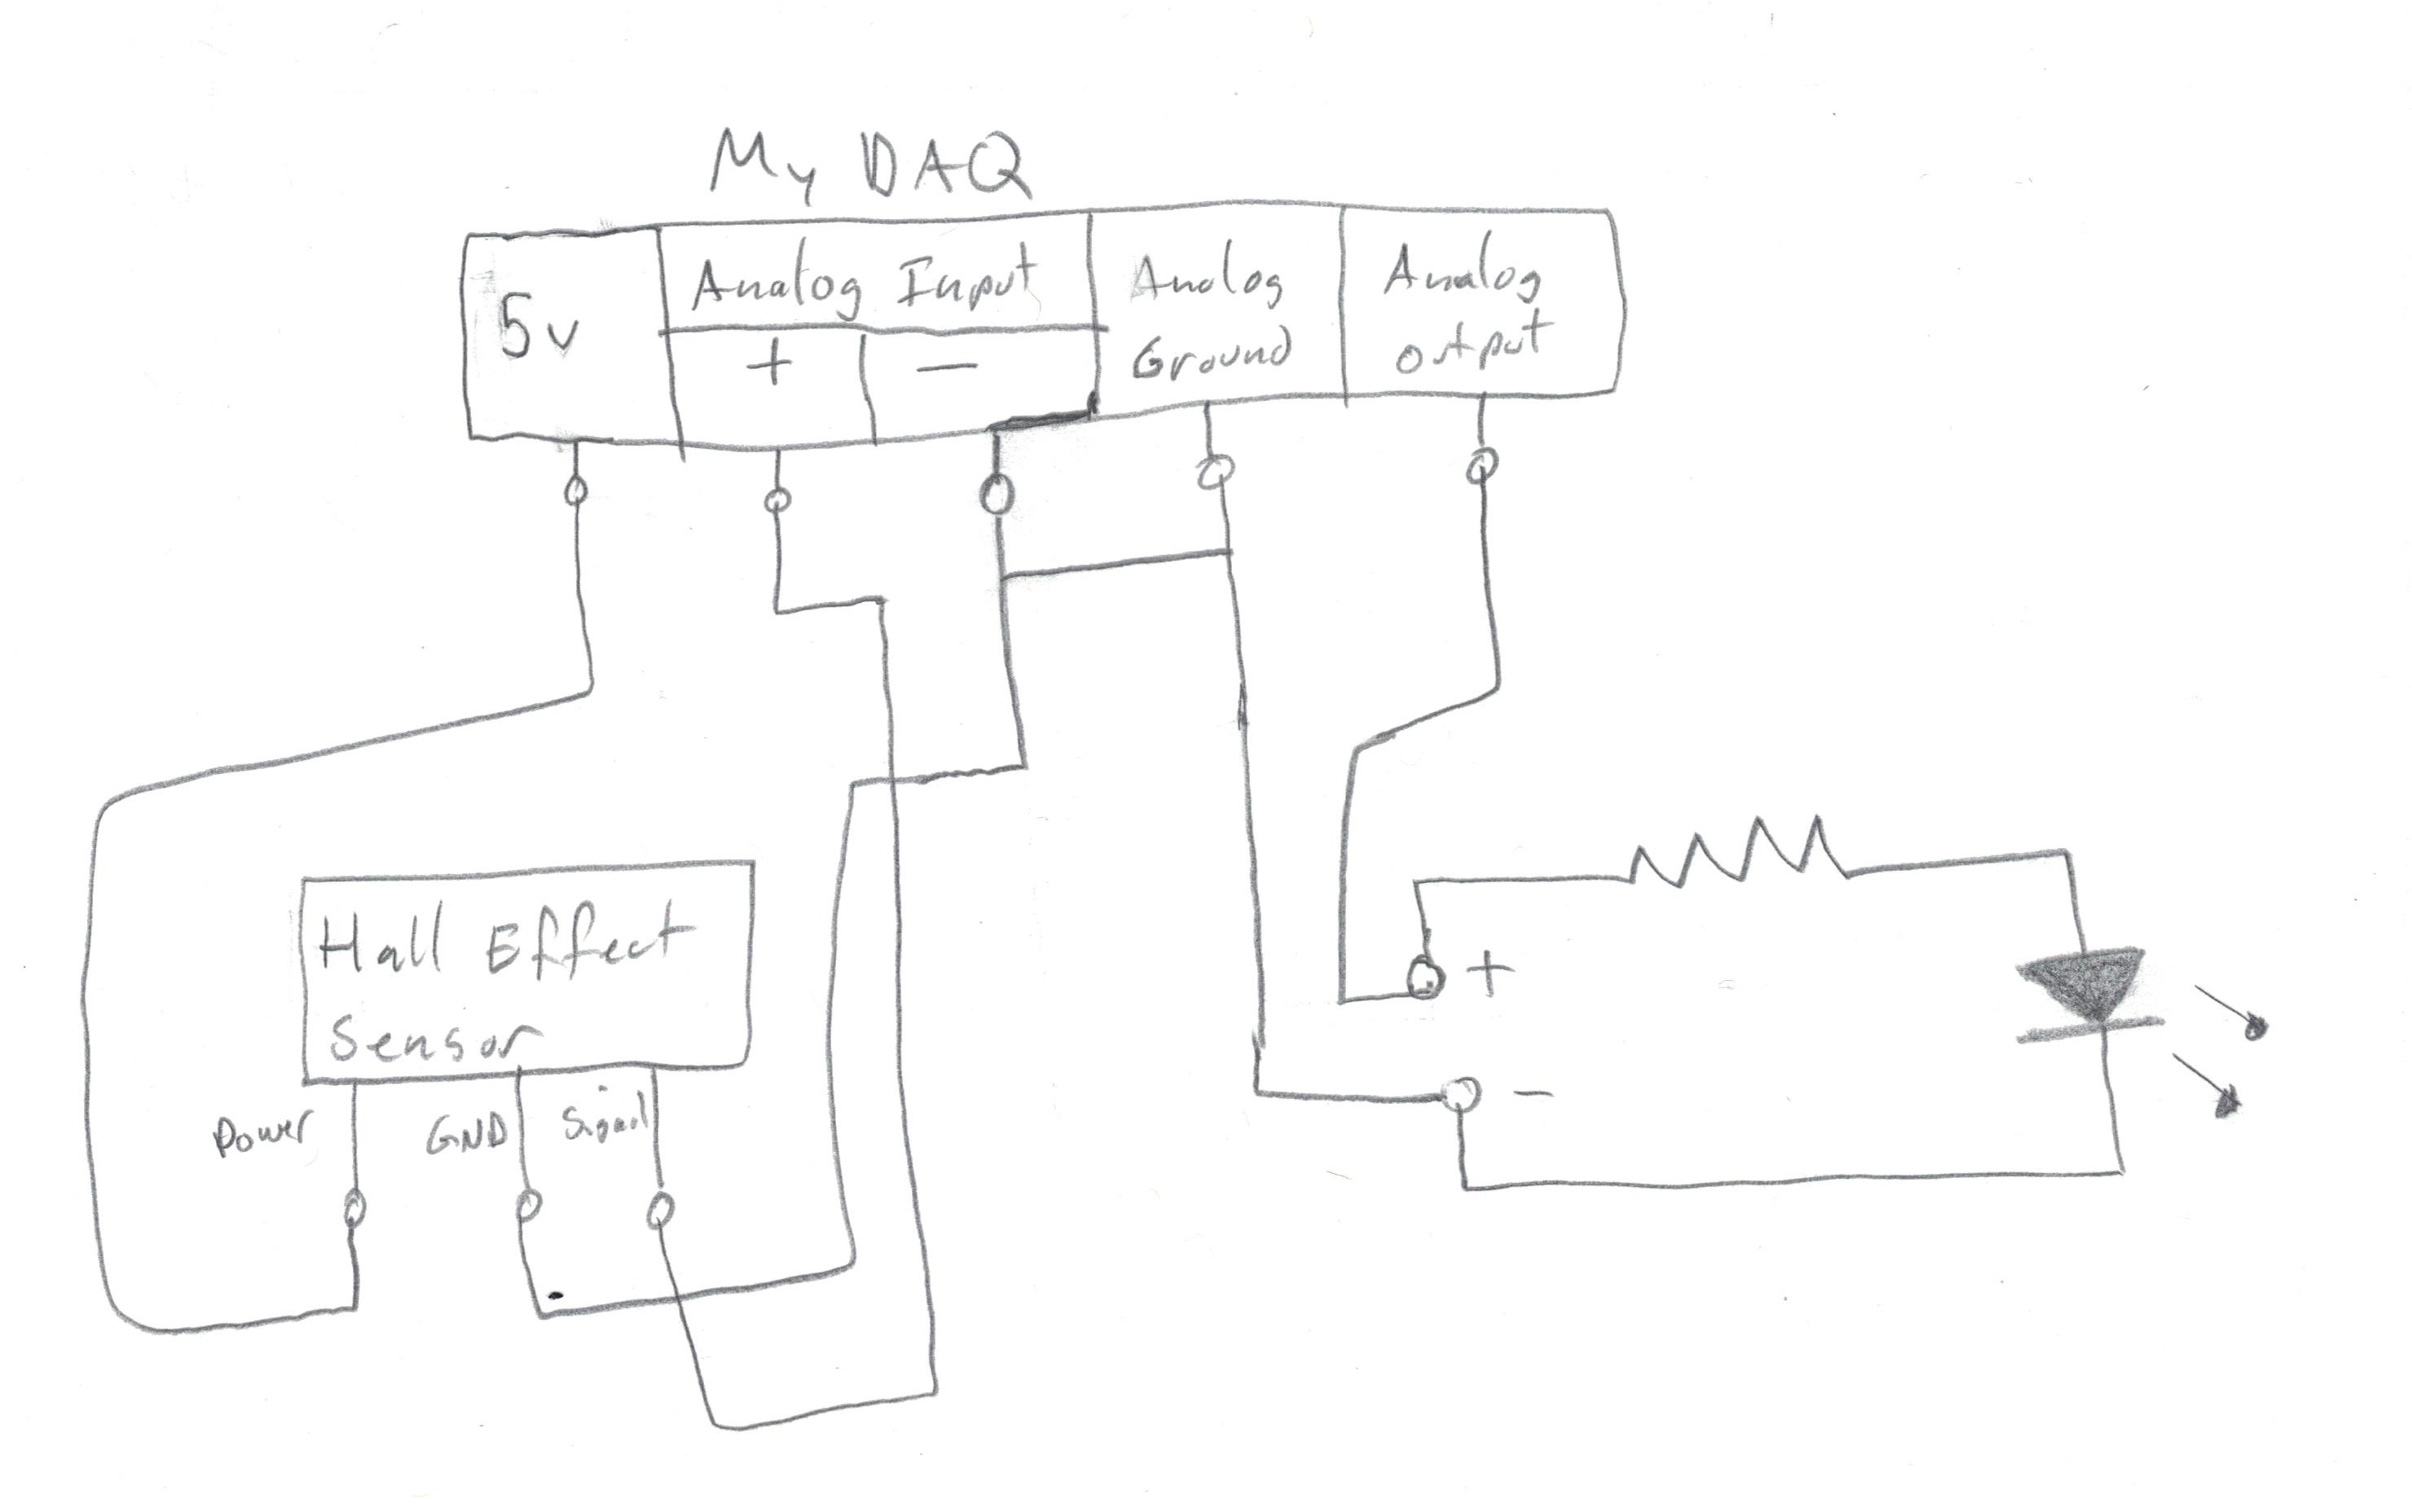 My DAQ
5v
Analog Input
+ −
Analog
Ground
Analog
Output
Hall Effect
Sensor
Power
GND
Signal
+
−